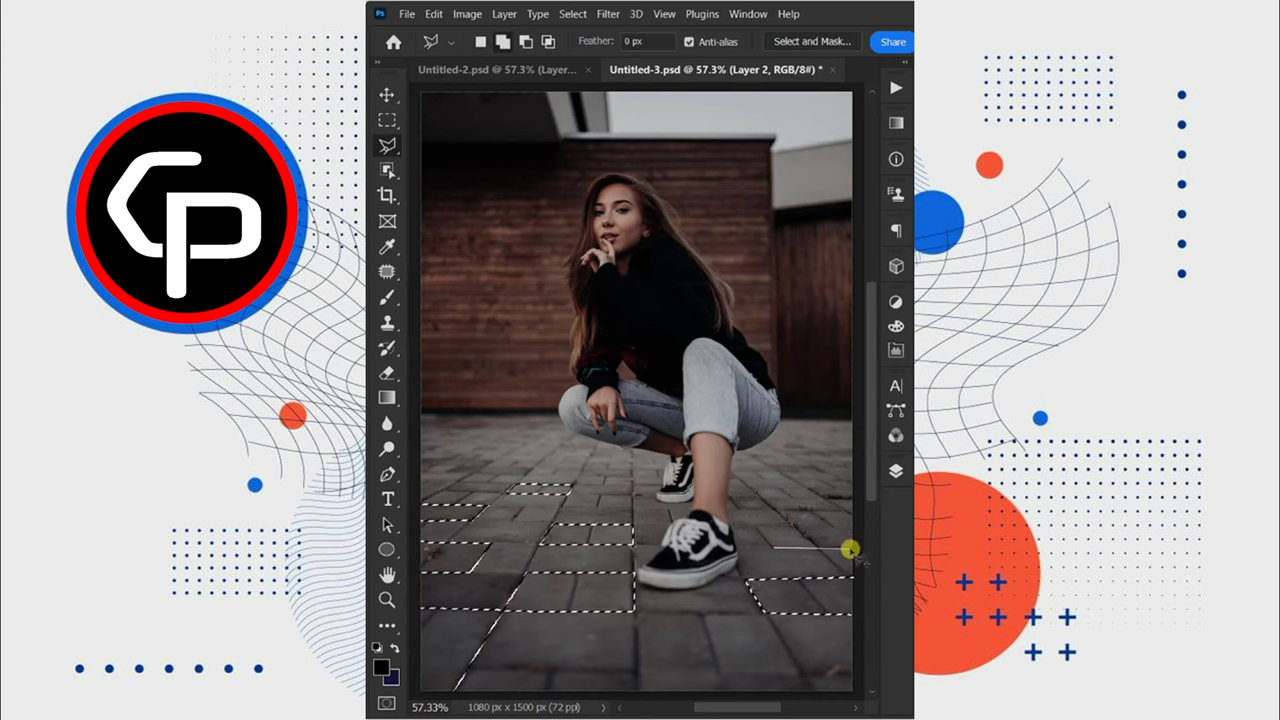 Ps File Edit Image Layer Type Select Filter 3D View Plugins Window Help
Feather: 0 px Anti-alias Select and Mask... Share
Untitled-2.psd @ 57.3% (Layer... × Untitled-3.psd @ 57.3% (Layer 2, RGB/8#) * ×
CP
57.33% 1080 px x 1500 px (72 ppi)